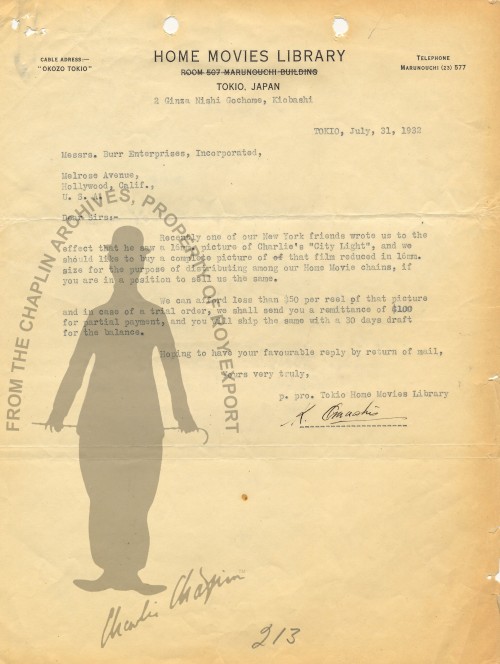 HOME MOVIES LIBRARY
CABLE ADRESS:—
"OKOZO TOKIO"
ROOM 507 MARUNOUCHI BUILDING
TOKIO, JAPAN
TELEPHONE
MARUNOUCHI (23) 577
2 Ginza Nishi Gochome, Kiobashi
TOKIO, July, 31, 1932
Messrs. Burr Enterprises, Incorporated,
Melrose Avenue,
Hollywood, Calif.,
U. S. A.
Dear Sirs:-
Recently one of our New York friends wrote us to the
effect that he saw a 16mm. picture of Charlie's "City Light", and we
should like to buy a complete picture of of that film reduced in 16mm.
size for the purpose of distributing among our Home Movie chains, if
you are in a position to sell us the same.
We can afford less than $50 per reel of that picture
and in case of a trial order, we shall send you a remittance of $100
for partial payment, and you will ship the same with a 30 days draft
for the balance.
Hoping to have your favourable reply by return of mail,
Yours very truly,
p. pro. Tokio Home Movies Library
K. Omashi
FROM THE CHAPLIN ARCHIVES, PROPERTY OF ROY EXPORT
Charlie Chaplin
213